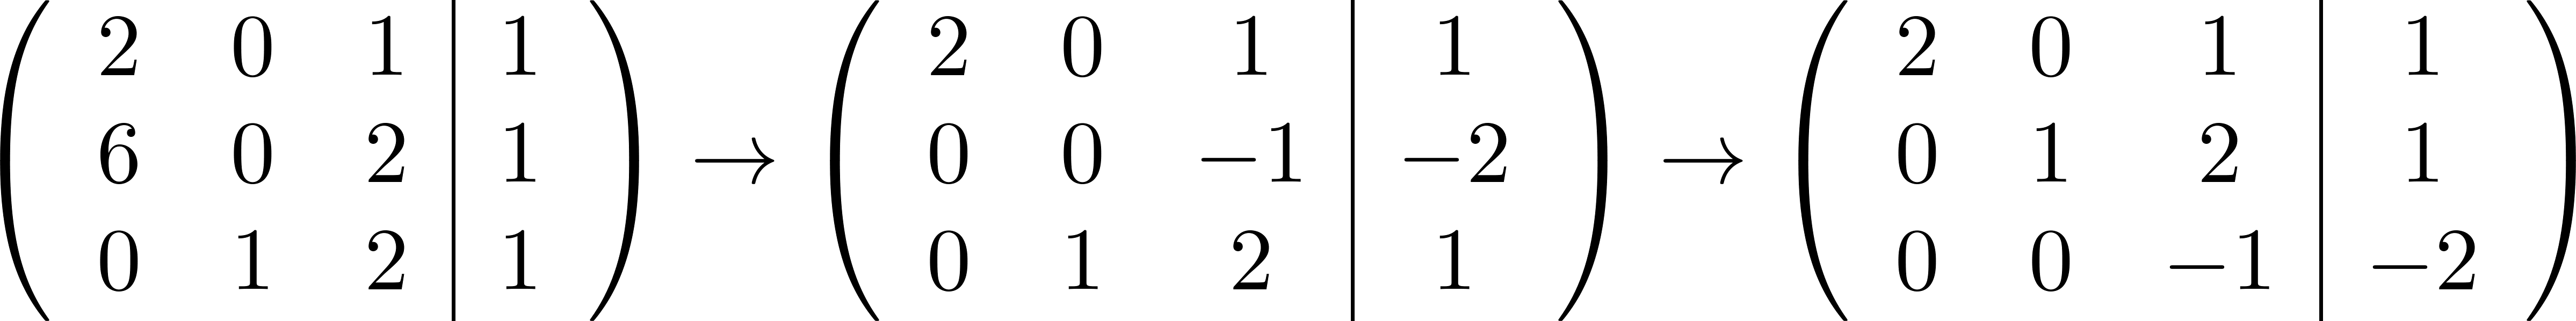 2 0 1 | 1 2 0 1 | 1 2 0 1 | 1
6 0 2 | 1 → 0 0 −1 | −2 → 0 1 2 | 1
0 1 2 | 1 0 1 2 | 1 0 0 −1 | −2